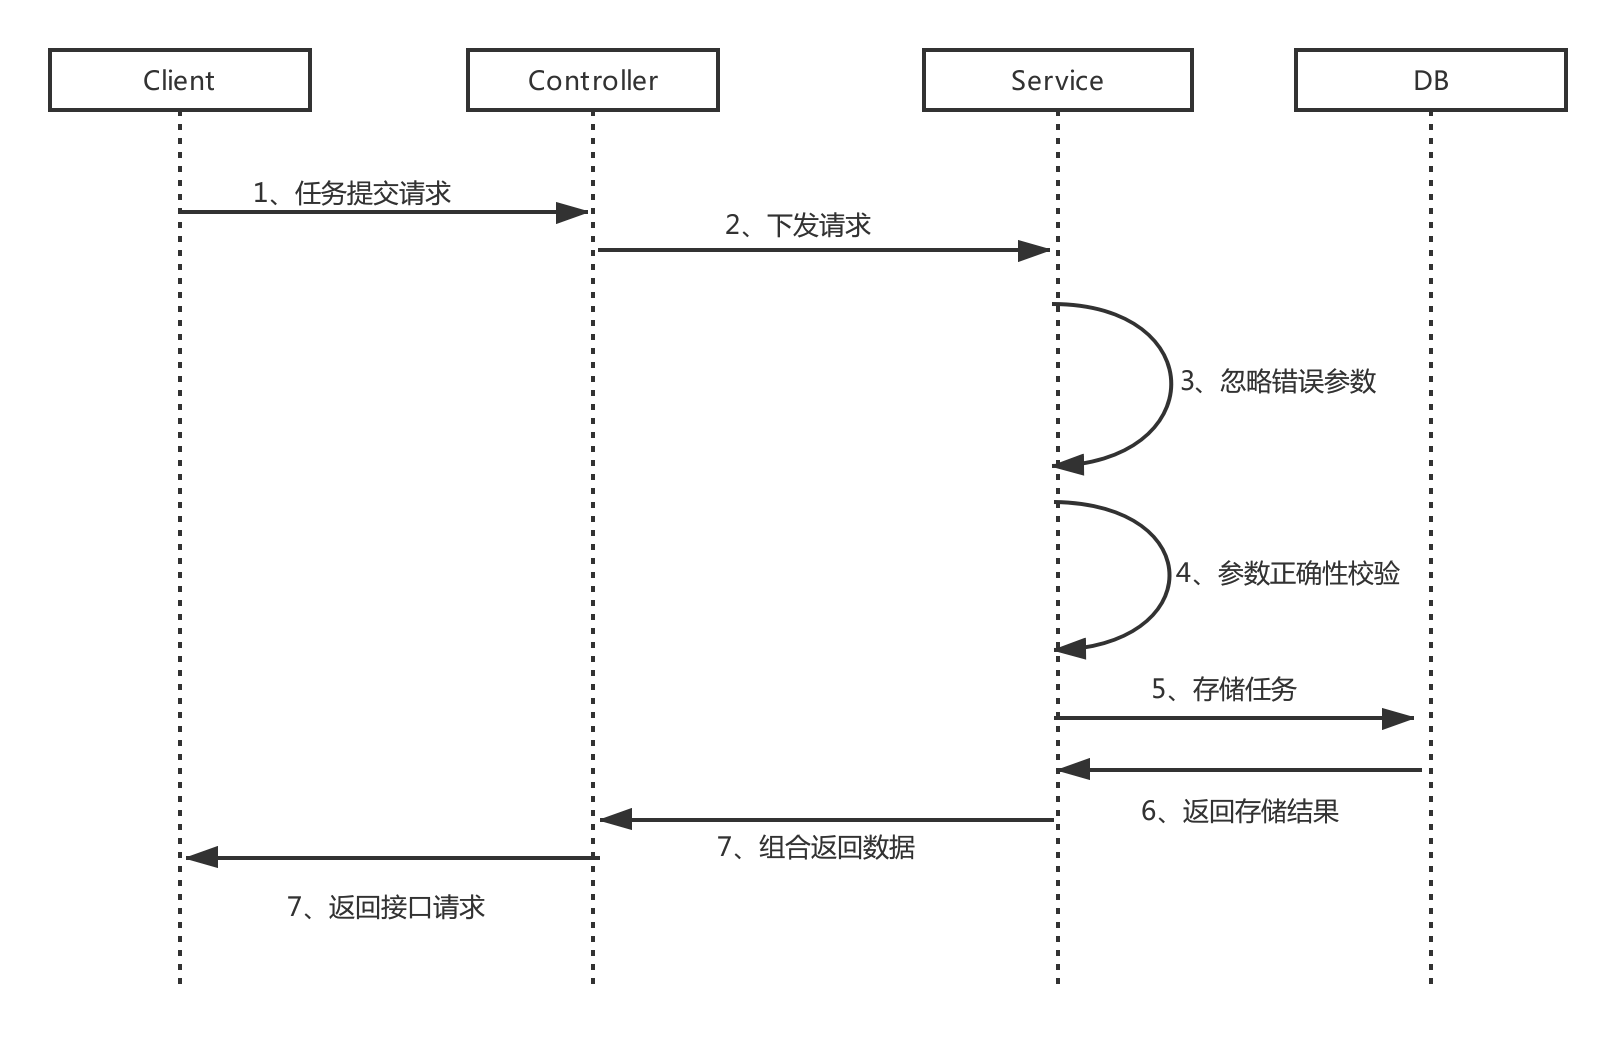 Client
Controller
Service
DB
1、任务提交请求
2、下发请求
3、忽略错误参数
4、参数正确性校验
5、存储任务
6、返回存储结果
7、组合返回数据
7、返回接口请求